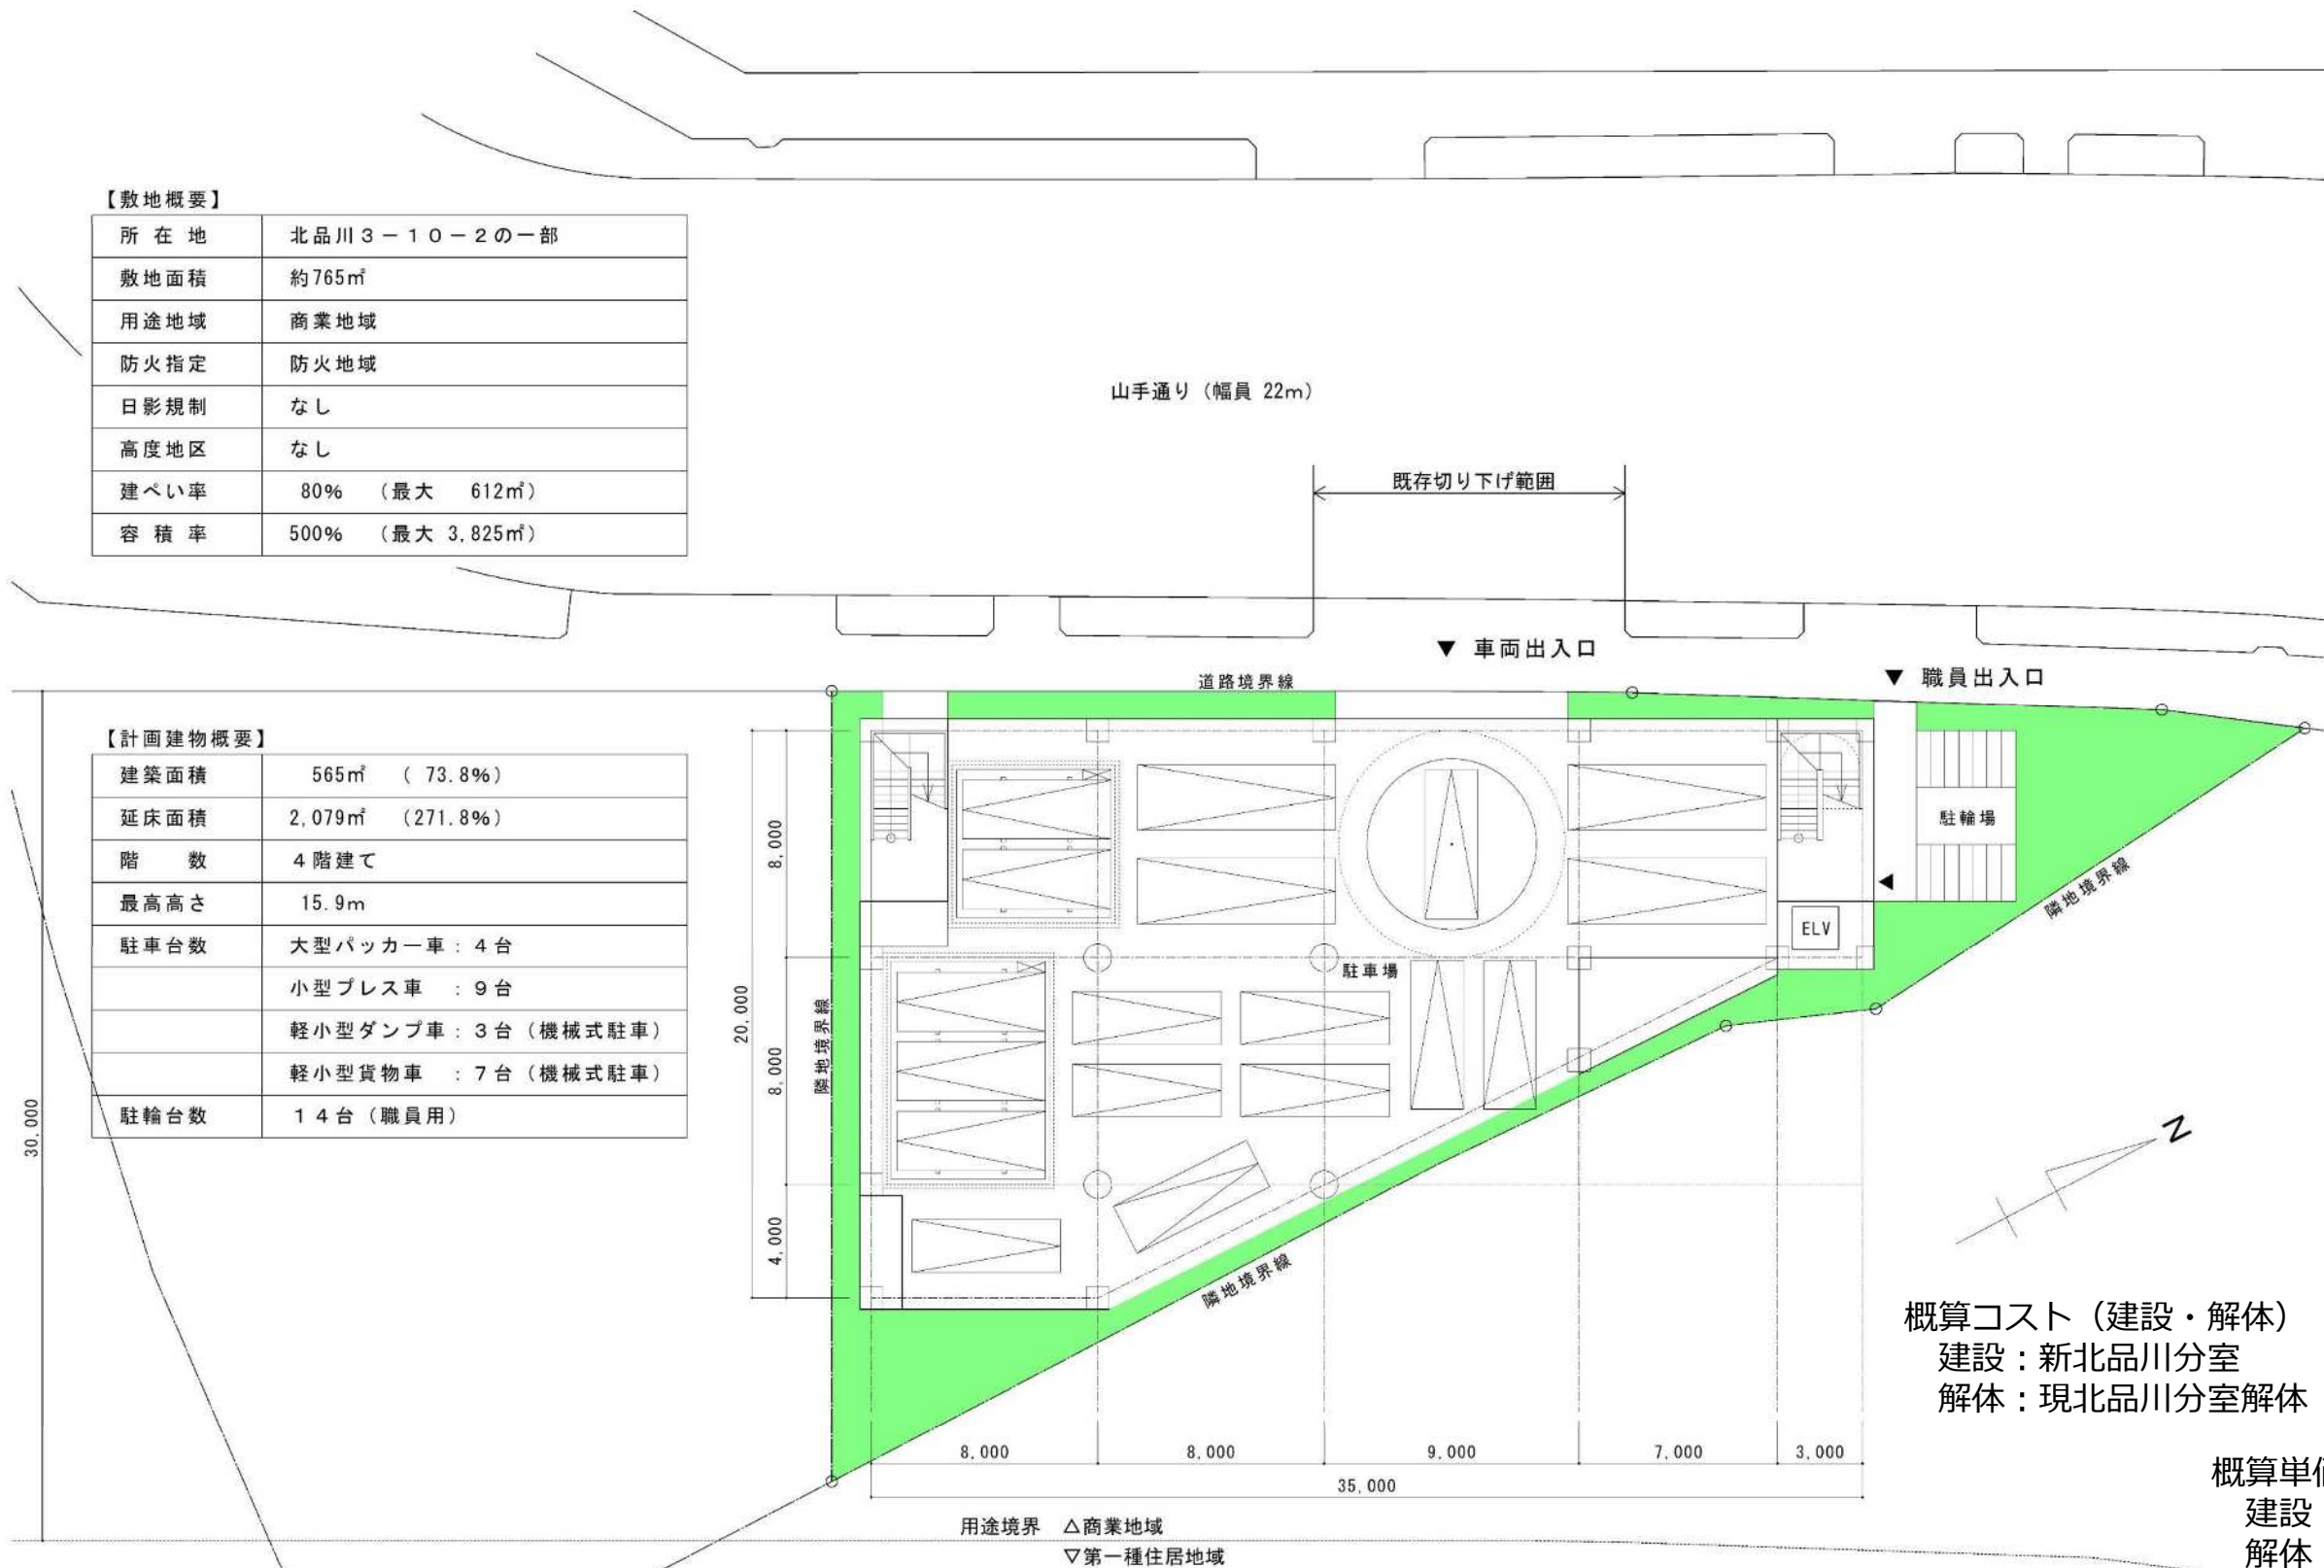 【敷地概要】
所在地 北品川３－１０－２の一部
敷地面積 約765㎡
用途地域 商業地域
防火指定 防火地域
日影規制 なし
高度地区 なし
建ぺい率 80% （最大 612㎡）
容積率 500% （最大 3,825㎡）
山手通り（幅員 22m）
既存切り下げ範囲
▼ 車両出入口
▼ 職員出入口
道路境界線
【計画建物概要】
建築面積 565㎡ （ 73.8%）
延床面積 2,079㎡ （271.8%）
階数 ４階建て
最高高さ 15.9m
駐車台数 大型パッカー車：４台
小型プレス車 ：９台
軽小型ダンプ車：３台（機械式駐車）
軽小型貨物車 ：７台（機械式駐車）
駐輪台数 １４台（職員用）
30,000
20,000
8,000
8,000
4,000
隣地境界線
駐車場
ELV
駐輪場
隣地境界線
隣地境界線
N
8,000
8,000
9,000
7,000
3,000
35,000
用途境界 △商業地域
▽第一種住居地域
概算コスト（建設・解体）
建設：新北品川分室
解体：現北品川分室解体
概算単価
建設
解体